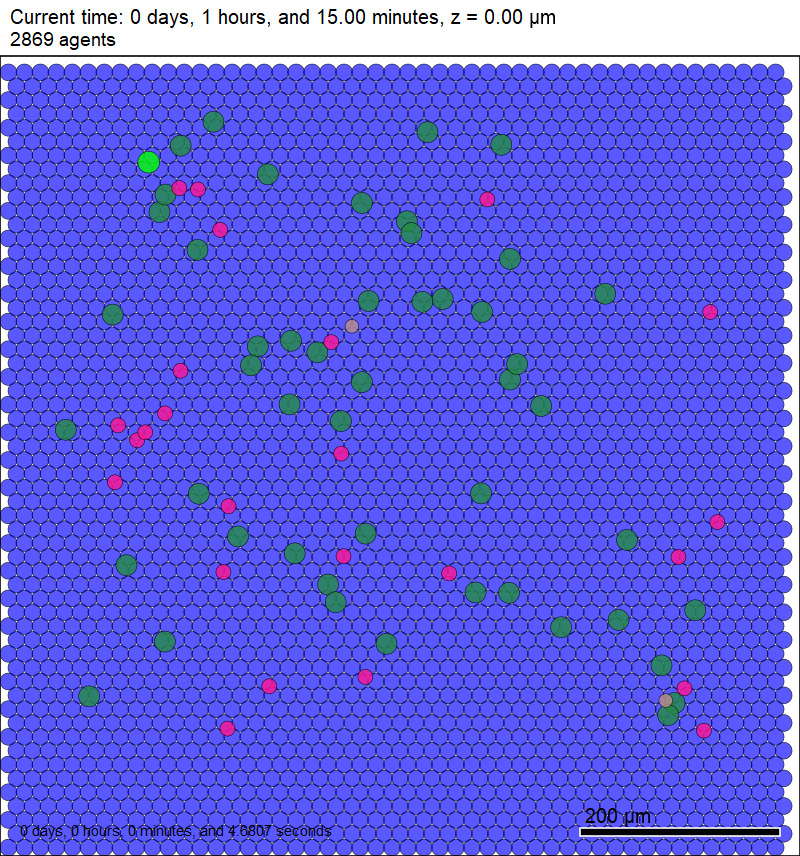 Current time: 0 days, 1 hours, and 15.00 minutes, z = 0.00 µm
2869 agents
200 µm
0 days, 0 hours, 0 minutes, and 4.6807 seconds